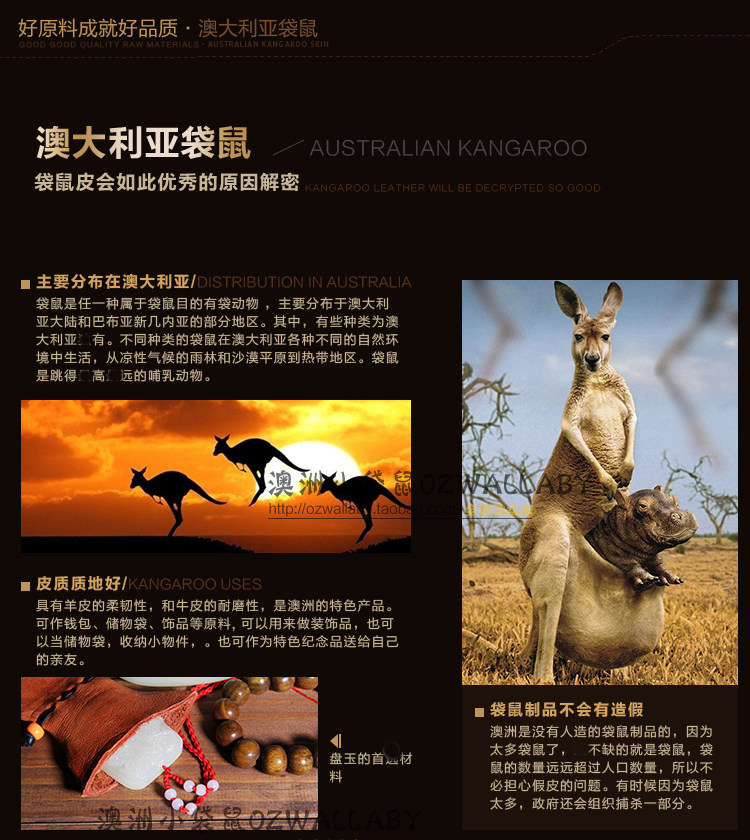 好原料成就好品质·澳大利亚袋鼠
GOOD GOOD QUALITY RAW MATERIALS·AUSTRALIAN KANGAROO SKIN
澳大利亚袋鼠 AUSTRALIAN KANGAROO
袋鼠皮会如此优秀的原因解密 KANGAROO LEATHER WILL BE DECRYPTED SO GOOD
主要分布在澳大利亚/DISTRIBUTION IN AUSTRALIA
袋鼠是任一种属于袋鼠目的有袋动物 ,主要分布于澳大利
亚大陆和巴布亚新几内亚的部分地区。其中,有些种类为澳
大利亚 有。不同种类的袋鼠在澳大利亚各种不同的自然环
境中生活,从凉性气候的雨林和沙漠平原到热带地区。袋鼠
是跳得 高 远的哺乳动物。
澳洲小袋鼠OZWALLABY
http://ozwallaby.taobao.com
皮质质地好/KANGAROO USES
具有羊皮的柔韧性,和牛皮的耐磨性,是澳洲的特色产品。
可作钱包、储物袋、饰品等原料,可以用来做装饰品,也可
以当储物袋,收纳小物件,。也可作为特色纪念品送给自己
的亲友。
盘玉的首 材
料
澳洲小袋鼠OZWALLABY
袋鼠制品不会有造假
澳洲是没有人造的袋鼠制品的,因为
太多袋鼠了, 不缺的就是袋鼠,袋
鼠的数量远远超过人口数量,所以不
必担心假皮的问题。有时候因为袋鼠
太多,政府还会组织捕杀一部分。